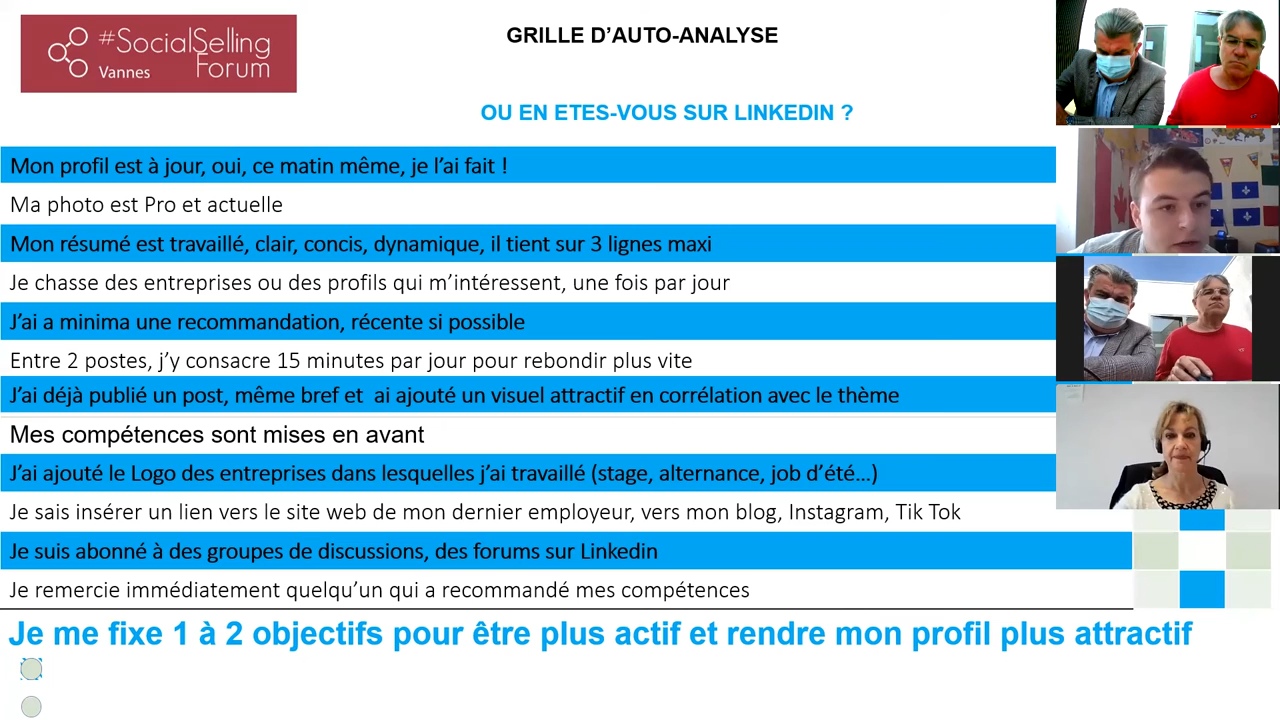 #SocialSelling
Forum
Vannes
GRILLE D’AUTO-ANALYSE
OU EN ETES-VOUS SUR LINKEDIN ?
Mon profil est à jour, oui, ce matin même, je l’ai fait !
Ma photo est Pro et actuelle
Mon résumé est travaillé, clair, concis, dynamique, il tient sur 3 lignes maxi
Je chasse des entreprises ou des profils qui m’intéressent, une fois par jour
J’ai a minima une recommandation, récente si possible
Entre 2 postes, j’y consacre 15 minutes par jour pour rebondir plus vite
J’ai déjà publié un post, même bref et  ai ajouté un visuel attractif en corrélation avec le thème
Mes compétences sont mises en avant
J’ai ajouté le Logo des entreprises dans lesquelles j’ai travaillé (stage, alternance, job d’été…)
Je sais insérer un lien vers le site web de mon dernier employeur, vers mon blog, Instagram, Tik Tok
Je suis abonné à des groupes de discussions, des forums sur Linkedin
Je remercie immédiatement quelqu’un qui a recommandé mes compétences
Je me fixe 1 à 2 objectifs pour être plus actif et rendre mon profil plus attractif